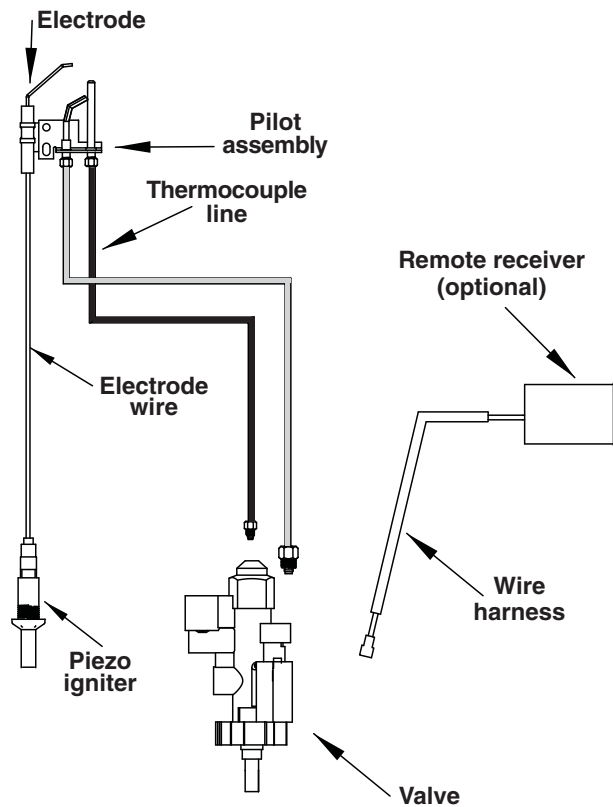 Electrode
Pilot
assembly
Thermocouple
line
Remote receiver
(optional)
Electrode
wire
Wire
harness
Piezo
igniter
Valve